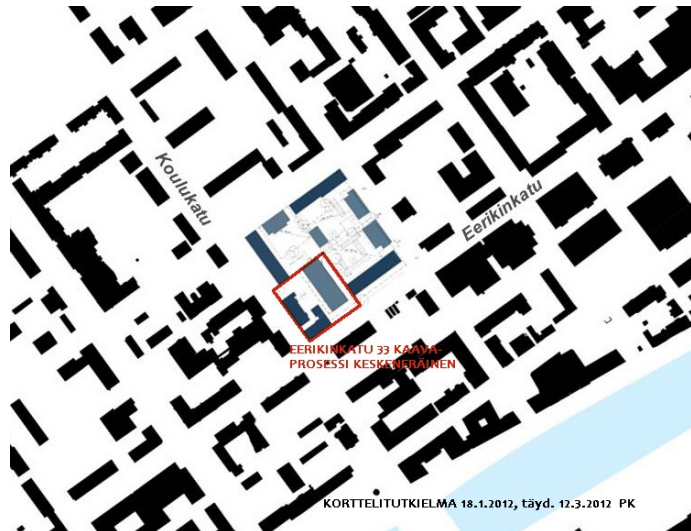 Koulukatu
Eerikinkatu
EERIKINKATU 33 KAAVA-
PROSESSI KESKENERÄINEN
KORTTELITUTKIELMA 18.1.2012, täyd. 12.3.2012 PK